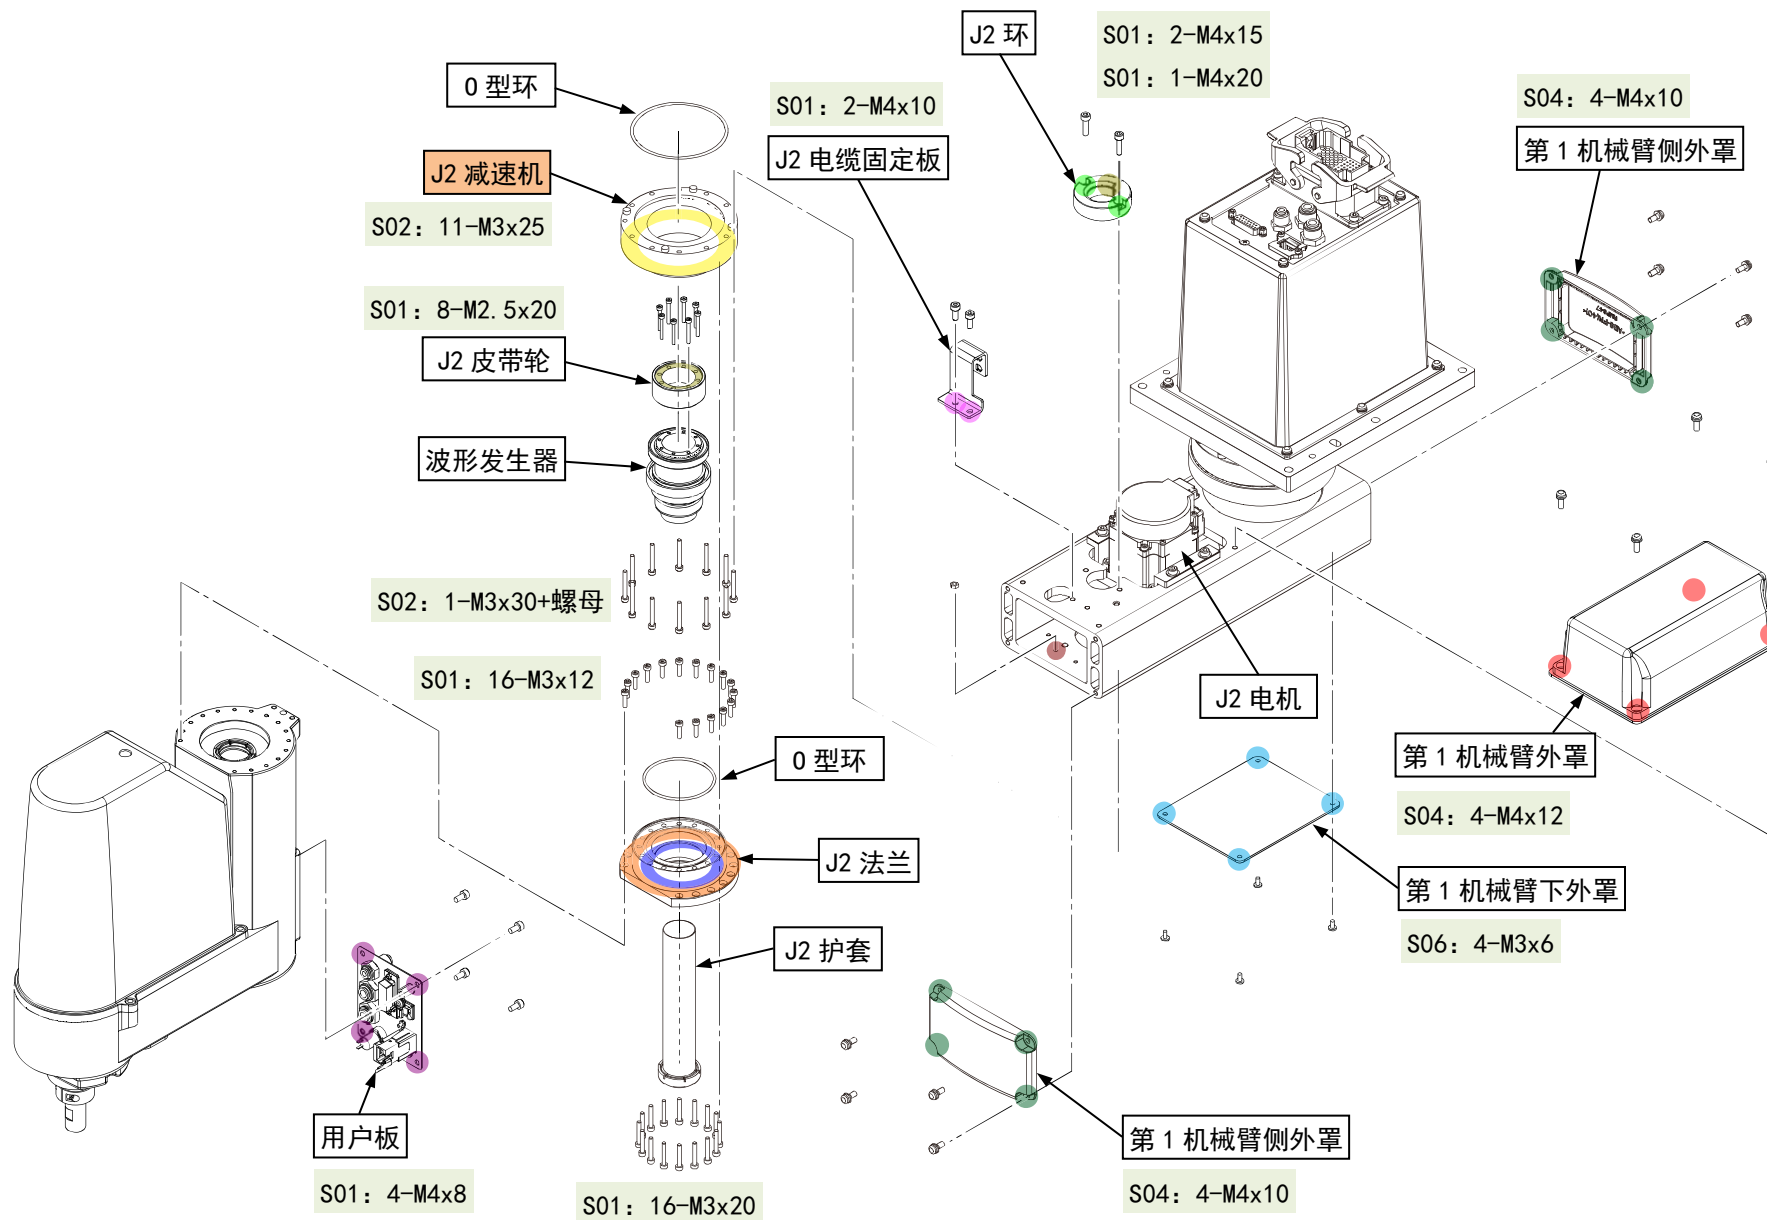 J2 环
S01: 2-M4x15
S01: 1-M4x20
O 型环
S01: 2-M4x10
S04: 4-M4x10
第 1 机械臂侧外罩
J2 减速机
J2 电缆固定板
S02: 11-M3x25
S01: 8-M2.5x20
J2 皮带轮
波形发生器
S02: 1-M3x30+螺母
S01: 16-M3x12
J2 电机
O 型环
第 1 机械臂外罩
S04: 4-M4x12
J2 法兰
第 1 机械臂下外罩
S06: 4-M3x6
J2 护套
用户板
第 1 机械臂侧外罩
S01: 4-M4x8
S01: 16-M3x20
S04: 4-M4x10